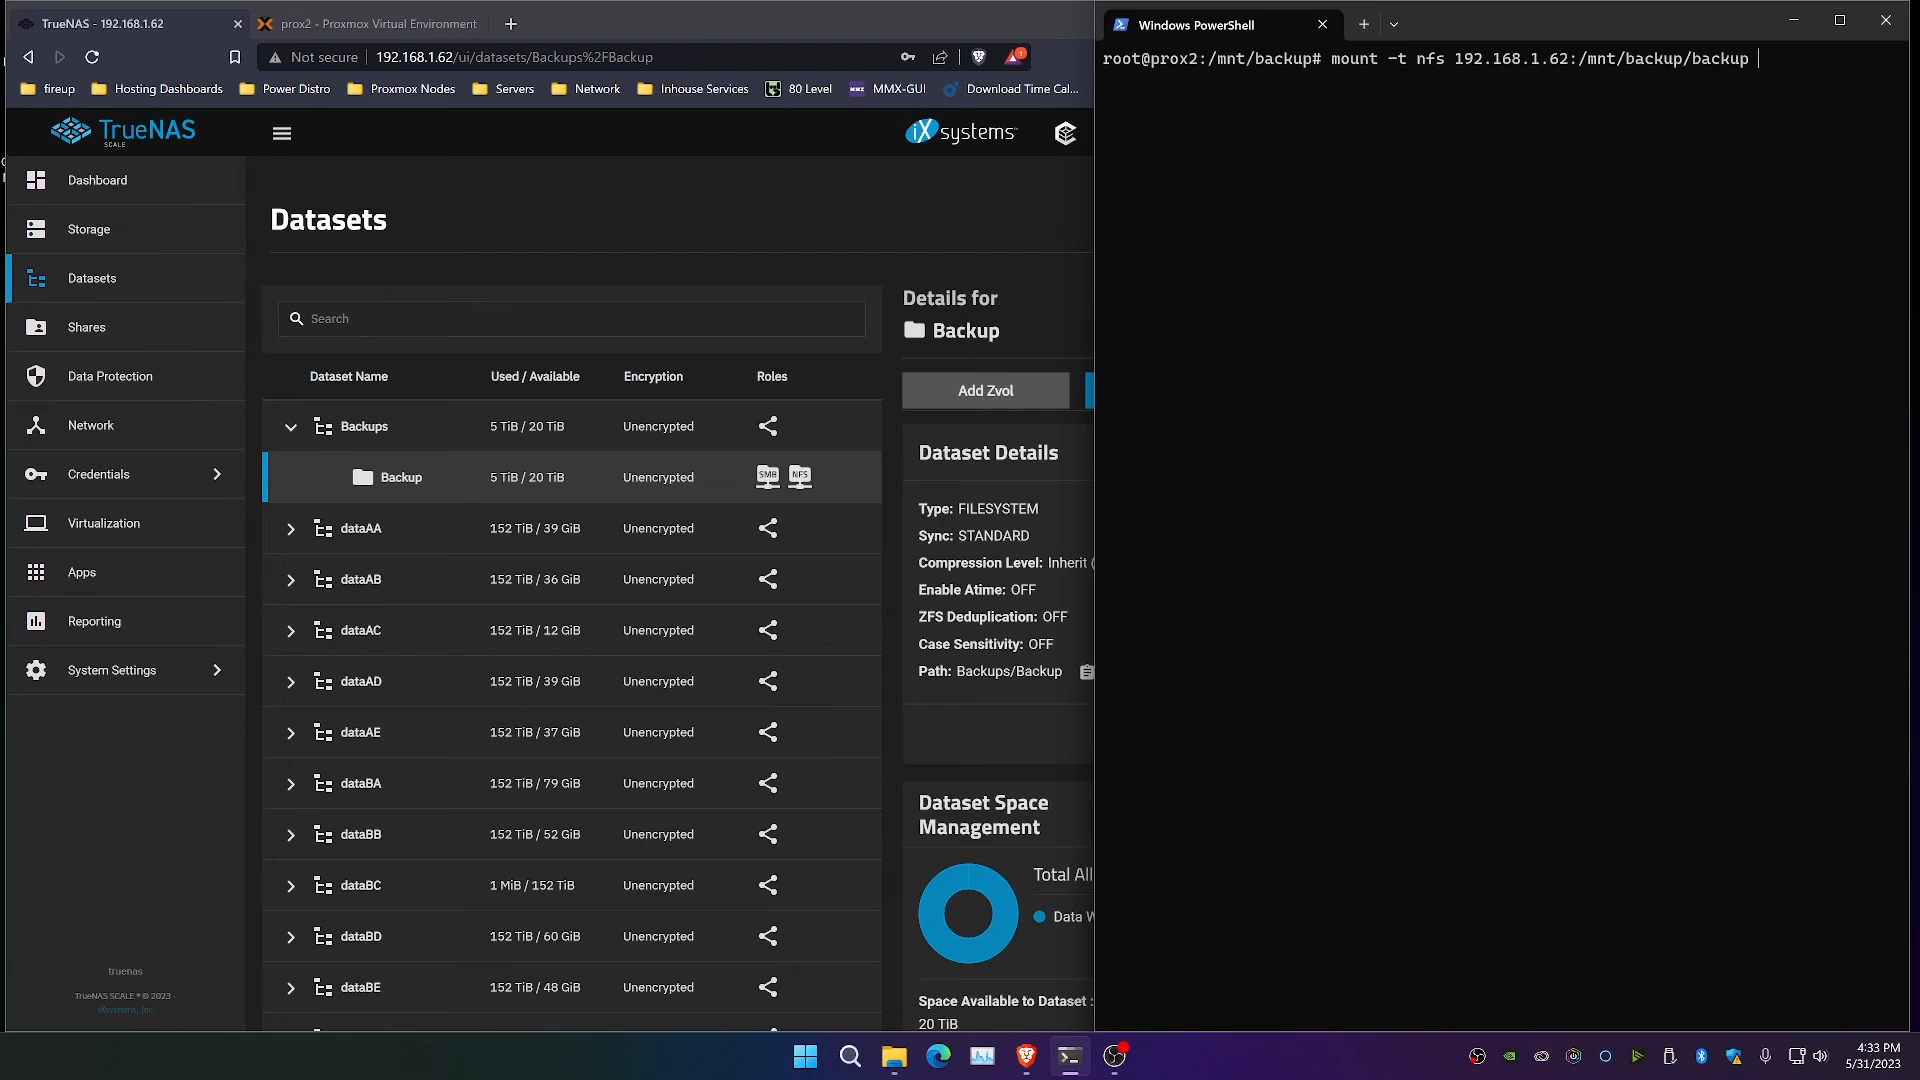 TrueNAS - 192.168.1.62
prox2 - Proxmox Virtual Environment
Not secure
192.168.1.62/ui/datasets/Backups%2FBackup
1
fireup
Hosting Dashboards
Power Distro
Proxmox Nodes
Servers
Network
Inhouse Services
80 Level
MMX-GUI
Download Time Cal...
TrueNAS
SCALE
iXsystems
Dashboard
Storage
Datasets
Shares
Data Protection
Network
Credentials
Virtualization
Apps
Reporting
System Settings
truenas
TrueNAS SCALE ® © 2023 -
iXsystems, Inc
Datasets
Search
Dataset Name Used / Available Encryption Roles
Backups 5 TiB / 20 TiB Unencrypted
Backup 5 TiB / 20 TiB Unencrypted SMB NFS
dataAA 152 TiB / 39 GiB Unencrypted
dataAB 152 TiB / 36 GiB Unencrypted
dataAC 152 TiB / 12 GiB Unencrypted
dataAD 152 TiB / 39 GiB Unencrypted
dataAE 152 TiB / 37 GiB Unencrypted
dataBA 152 TiB / 79 GiB Unencrypted
dataBB 152 TiB / 52 GiB Unencrypted
dataBC 1 MiB / 152 TiB Unencrypted
dataBD 152 TiB / 60 GiB Unencrypted
dataBE 152 TiB / 48 GiB Unencrypted
Details for
Backup
Add Zvol
Dataset Details
Type: FILESYSTEM
Sync: STANDARD
Compression Level: Inherit (
Enable Atime: OFF
ZFS Deduplication: OFF
Case Sensitivity: OFF
Path: Backups/Backup
Dataset Space
Management
Total All
Data W
Space Available to Dataset :
20 TiB
Windows PowerShell
root@prox2:/mnt/backup# mount -t nfs 192.168.1.62:/mnt/backup/backup
4:33 PM
5/31/2023